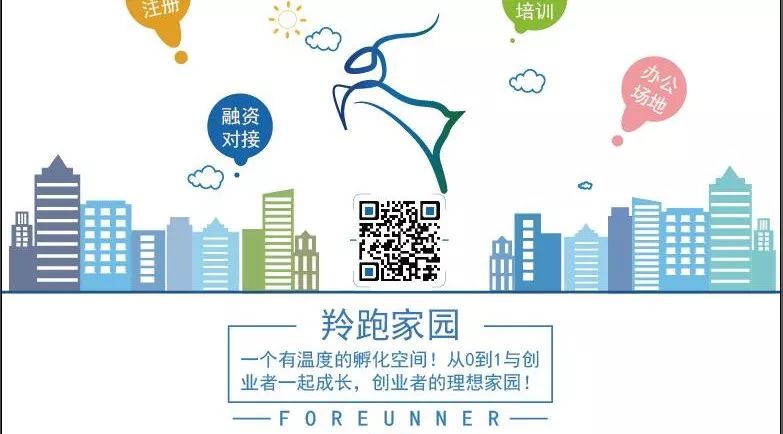 注册
培训
办公
场地
融资
对接
羚跑家园
一个有温度的孵化空间！从0到1与创
业者一起成长，创业者的理想家园！
FOREUNNER